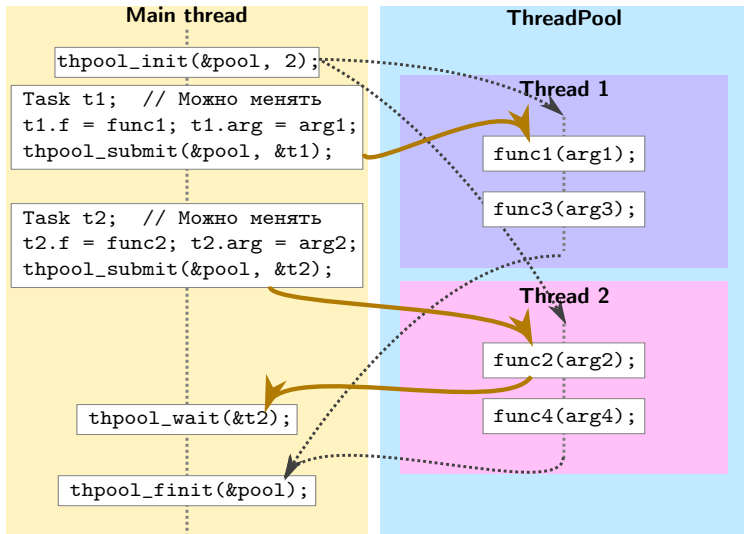 Main thread
thpool_init(&pool, 2);
Task t1;  // Можно менять
t1.f = func1; t1.arg = arg1;
thpool_submit(&pool, &t1);
Task t2;  // Можно менять
t2.f = func2; t2.arg = arg2;
thpool_submit(&pool, &t2);
thpool_wait(&t2);
thpool_finit(&pool);
ThreadPool
Thread 1
func1(arg1);
func3(arg3);
Thread 2
func2(arg2);
func4(arg4);